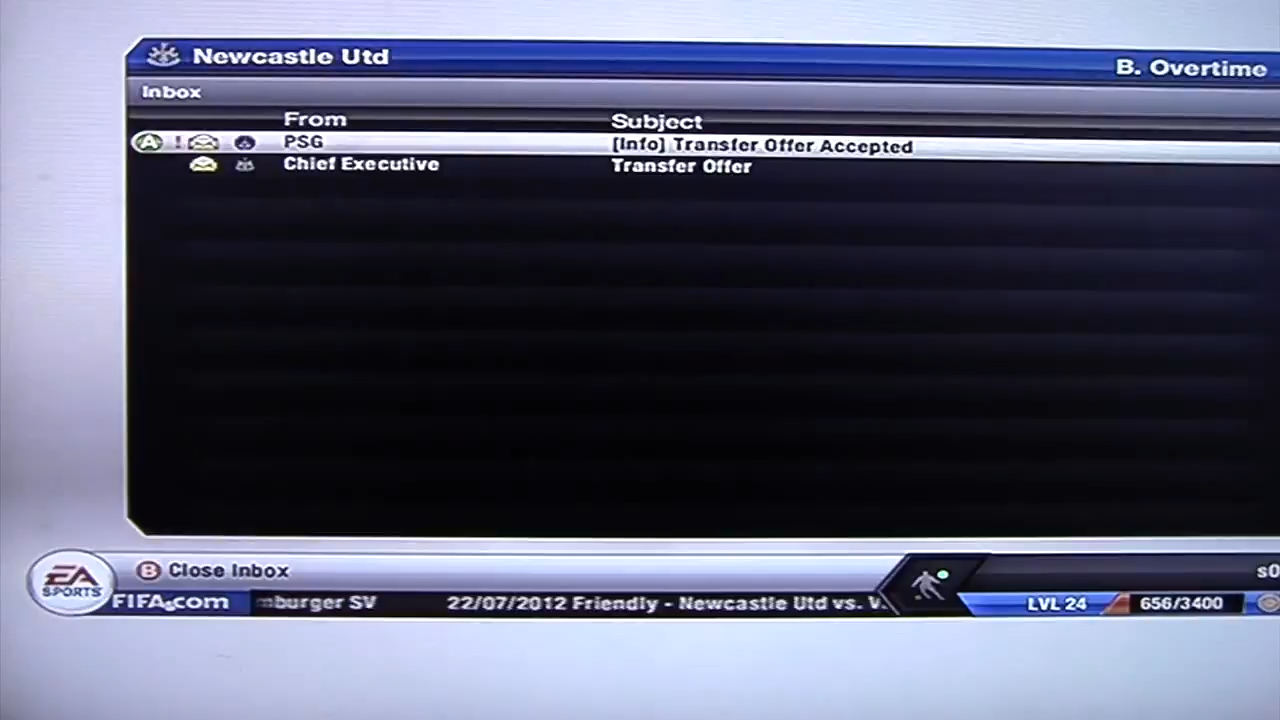 Newcastle Utd
B. Overtime
Inbox
From Subject
A ! PSG [Info] Transfer Offer Accepted
Chief Executive Transfer Offer
B Close Inbox
s0
EA SPORTS
FIFA.com mburger SV 22/07/2012 Friendly - Newcastle Utd vs. V. LVL 24 656/3400